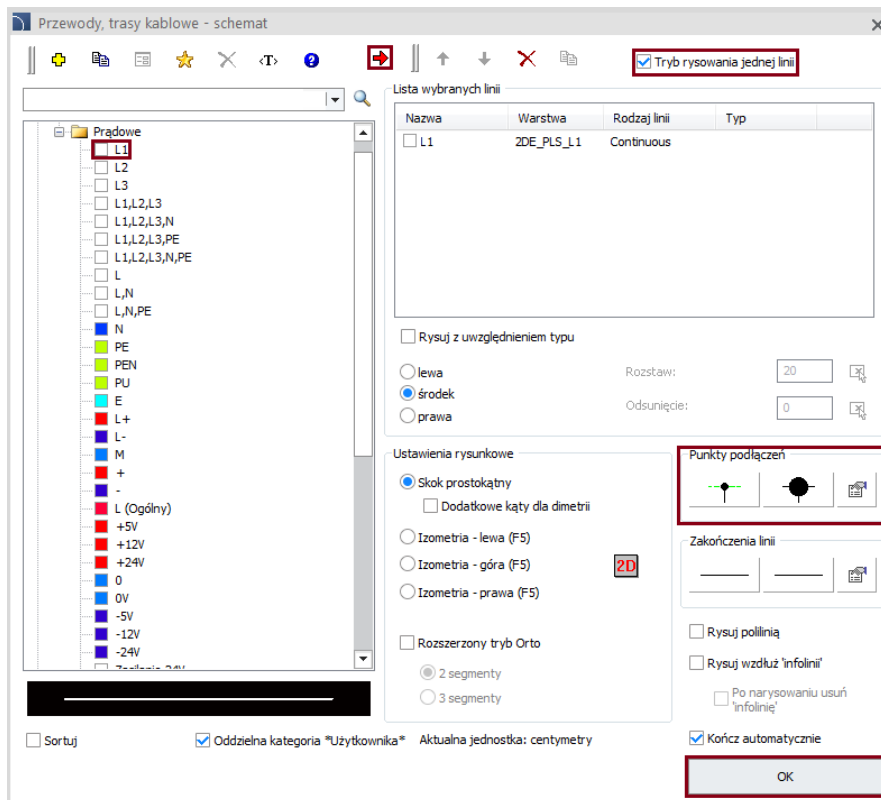 Przewody, trasy kablowe - schemat
<T>
Tryb rysowania jednej linii
Prądowe
L1
L2
L3
L1,L2,L3
L1,L2,L3,N
L1,L2,L3,PE
L1,L2,L3,N,PE
L
L,N
L,N,PE
N
PE
PEN
PU
E
L+
L-
M
+
-
L (Ogólny)
+5V
+12V
+24V
0
0V
-5V
-12V
-24V
Sortuj
Oddzielna kategoria *Użytkownika*
Aktualna jednostka: centymetry
Lista wybranych linii
Nazwa Warstwa Rodzaj linii Typ
L1 2DE_PLS_L1 Continuous
Rysuj z uwzględnieniem typu
lewa
środek
prawa
Rozstaw: 20
Odsunięcie: 0
Ustawienia rysunkowe
Skok prostokątny
Dodatkowe kąty dla dimetrii
Izometria - lewa (F5)
Izometria - góra (F5)
Izometria - prawa (F5)
2D
Rozszerzony tryb Orto
2 segmenty
3 segmenty
Punkty podłączeń
Zakończenia linii
Rysuj polilinią
Rysuj wzdłuż 'infolinii'
Po narysowaniu usuń
'infolinię'
Kończ automatycznie
OK